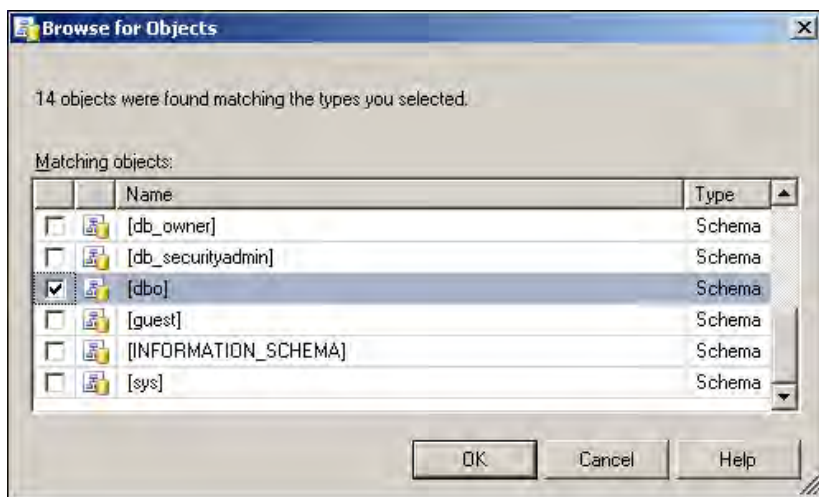 Browse for Objects
14 objects were found matching the types you selected.
Matching objects:
Name Type
[db_owner] Schema
[db_securityadmin] Schema
[dbo] Schema
[guest] Schema
[INFORMATION_SCHEMA] Schema
[sys] Schema
OK Cancel Help